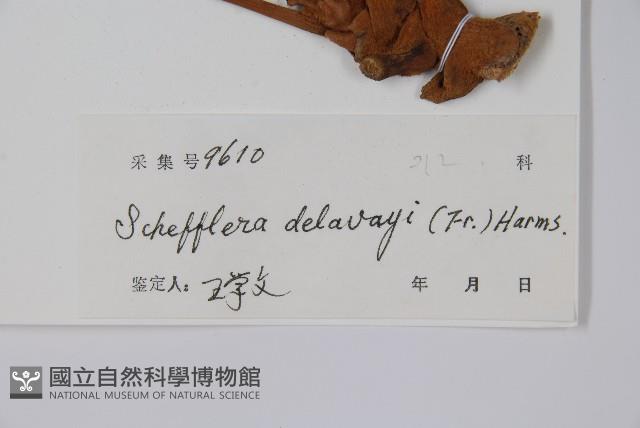 采集号 9610 212. 科
Schefflera delavayi (Fr.) Harms.
鉴定人: 王学文 年 月 日
國立自然科學博物館
NATIONAL MUSEUM OF NATURAL SCIENCE